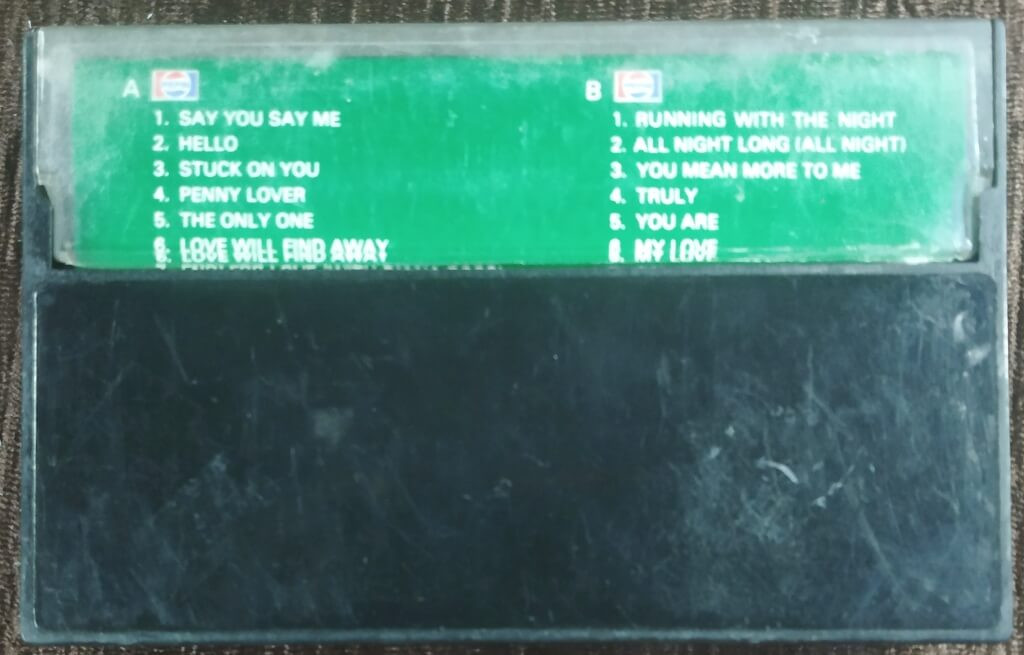 A
1. SAY YOU SAY ME
2. HELLO
3. STUCK ON YOU
4. PENNY LOVER
5. THE ONLY ONE
6. LOVE WILL FIND AWAY
B
1. RUNNING WITH THE NIGHT
2. ALL NIGHT LONG (ALL NIGHT)
3. YOU MEAN MORE TO ME
4. TRULY
5. YOU ARE
6. MY LOVE